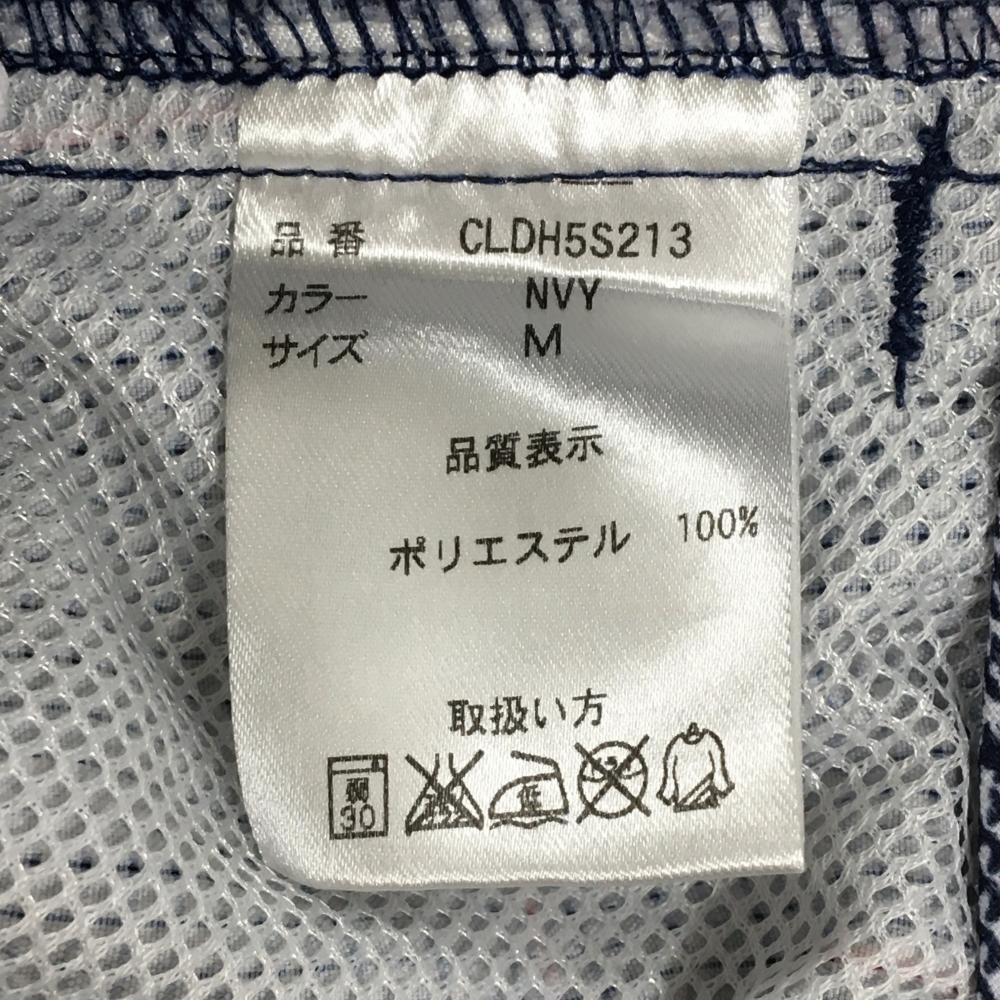 品番 CLDH5S213
カラー NVY
サイズ M
品質表示
ポリエステル 100%
取扱い方
弱 30 低